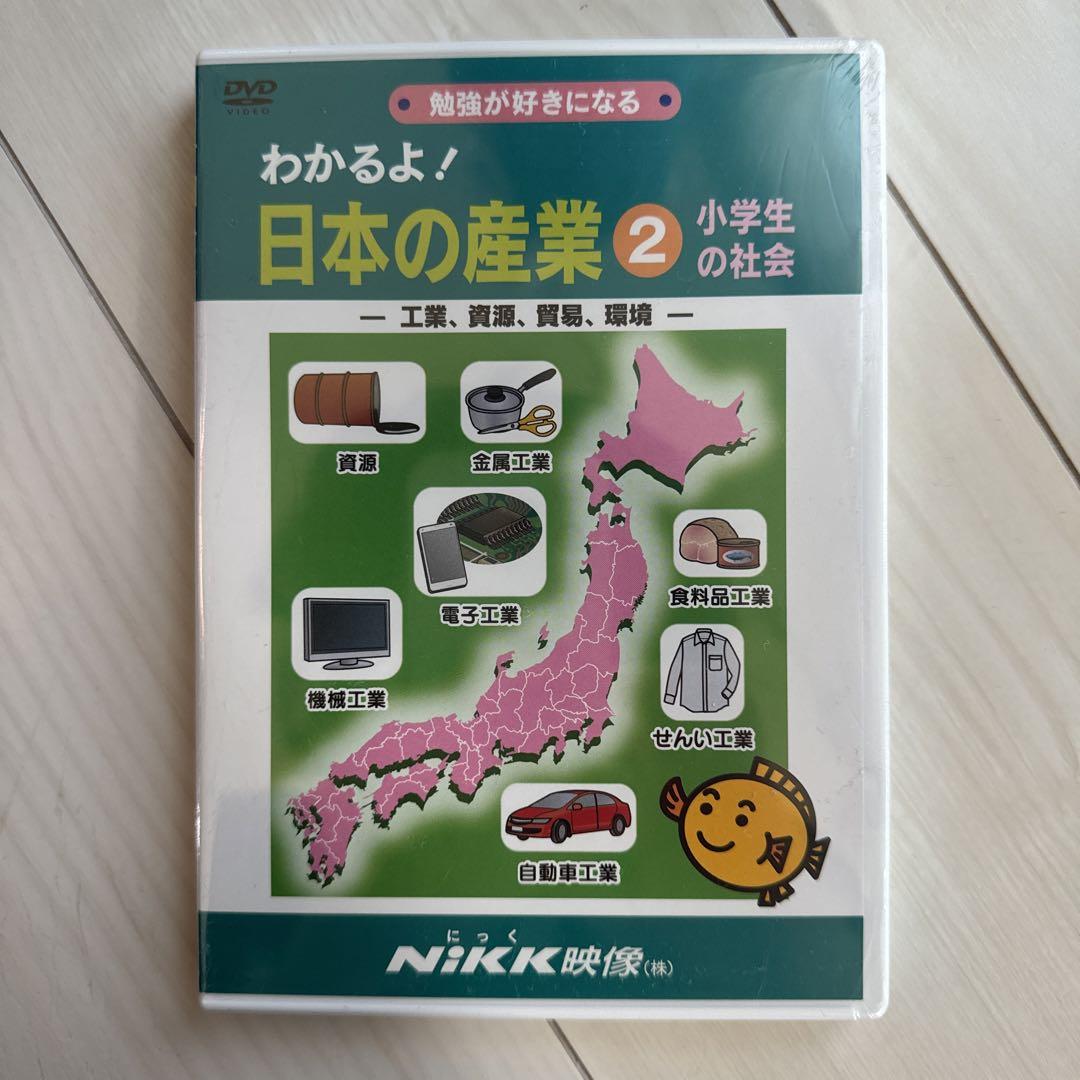 DVD
VIDEO
勉強が好きになる
わかるよ!
日本の産業 2 小学生の社会
― 工業、資源、貿易、環境 ―
資源
金属工業
電子工業
食料品工業
機械工業
せんい工業
自動車工業
にっく
NiKK映像(株)